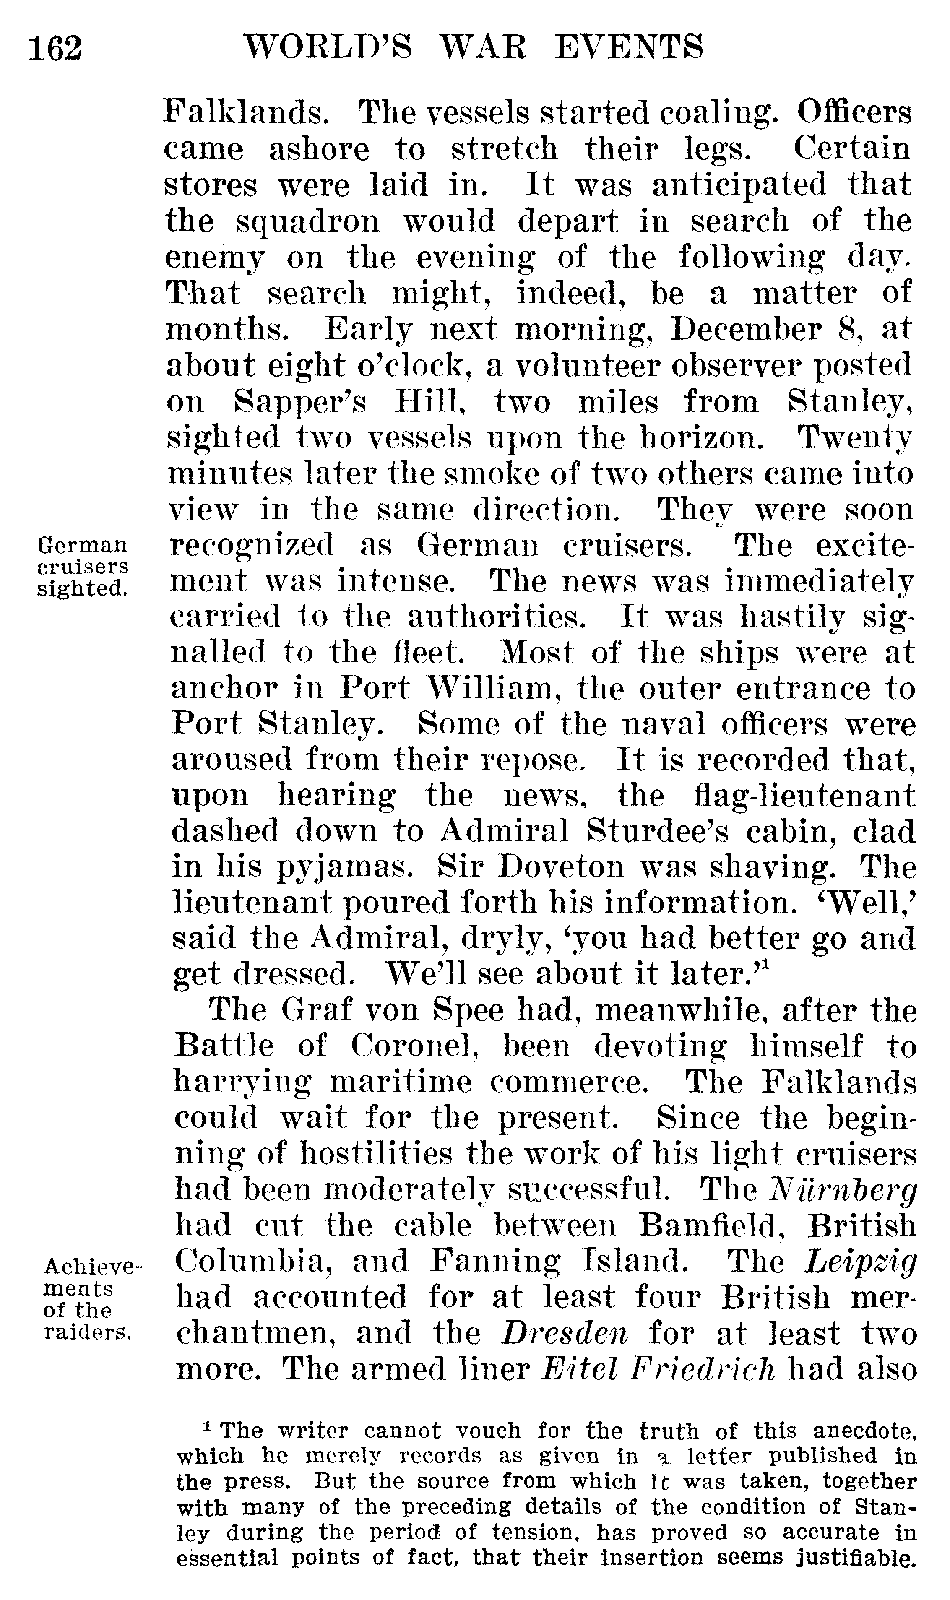 162 WORLD'S WAR EVENTS
Falklands. The vessels started coaling. Officers
came ashore to stretch their legs. Certain
stores were laid in. It was anticipated that
the squadron would depart in search of the
enemy on the evening of the following day.
That search might, indeed, be a matter of
months. Early next morning, December 8, at
about eight o'clock, a volunteer observer posted
on Sapper's Hill, two miles from Stanley,
sighted two vessels upon the horizon. Twenty
minutes later the smoke of two others came into
view in the same direction. They were soon
German
cruisers
sighted.
recognized as German cruisers. The excite-
ment was intense. The news was immediately
carried to the authorities. It was hastily sig-
nalled to the fleet. Most of the ships were at
anchor in Port William, the outer entrance to
Port Stanley. Some of the naval officers were
aroused from their repose. It is recorded that,
upon hearing the news, the flag-lieutenant
dashed down to Admiral Sturdee's cabin, clad
in his pyjamas. Sir Doveton was shaving. The
lieutenant poured forth his information. 'Well,'
said the Admiral, dryly, 'you had better go and
get dressed. We'll see about it later.'¹
The Graf von Spee had, meanwhile, after the
Battle of Coronel, been devoting himself to
harrying maritime commerce. The Falklands
could wait for the present. Since the begin-
ning of hostilities the work of his light cruisers
had been moderately successful. The Nürnberg
had cut the cable between Bamfield, British
Achieve-
ments
of the
raiders.
Columbia, and Fanning Island. The Leipzig
had accounted for at least four British mer-
chantmen, and the Dresden for at least two
more. The armed liner Eitel Friedrich had also
¹ The writer cannot vouch for the truth of this anecdote,
which he merely records as given in a letter published in
the press. But the source from which it was taken, together
with many of the preceding details of the condition of Stan-
ley during the period of tension, has proved so accurate in
essential points of fact, that their insertion seems justifiable.